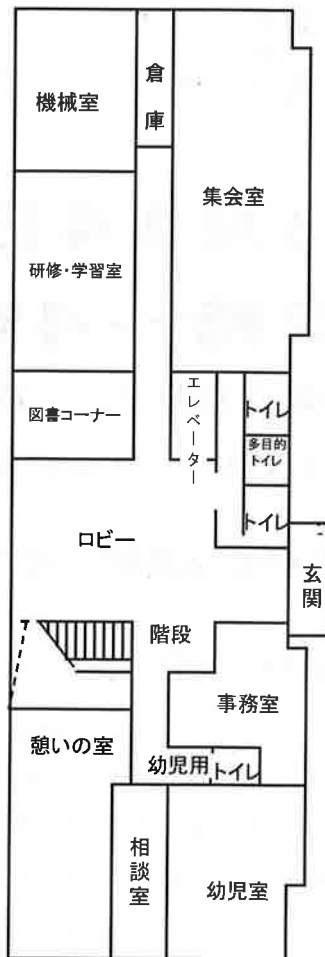 機械室
倉庫
集会室
研修・学習室
図書コーナー
エレベーター
トイレ
多目的
トイレ
トイレ
ロビー
玄関
階段
事務室
憩いの室
幼児用トイレ
相談室
幼児室